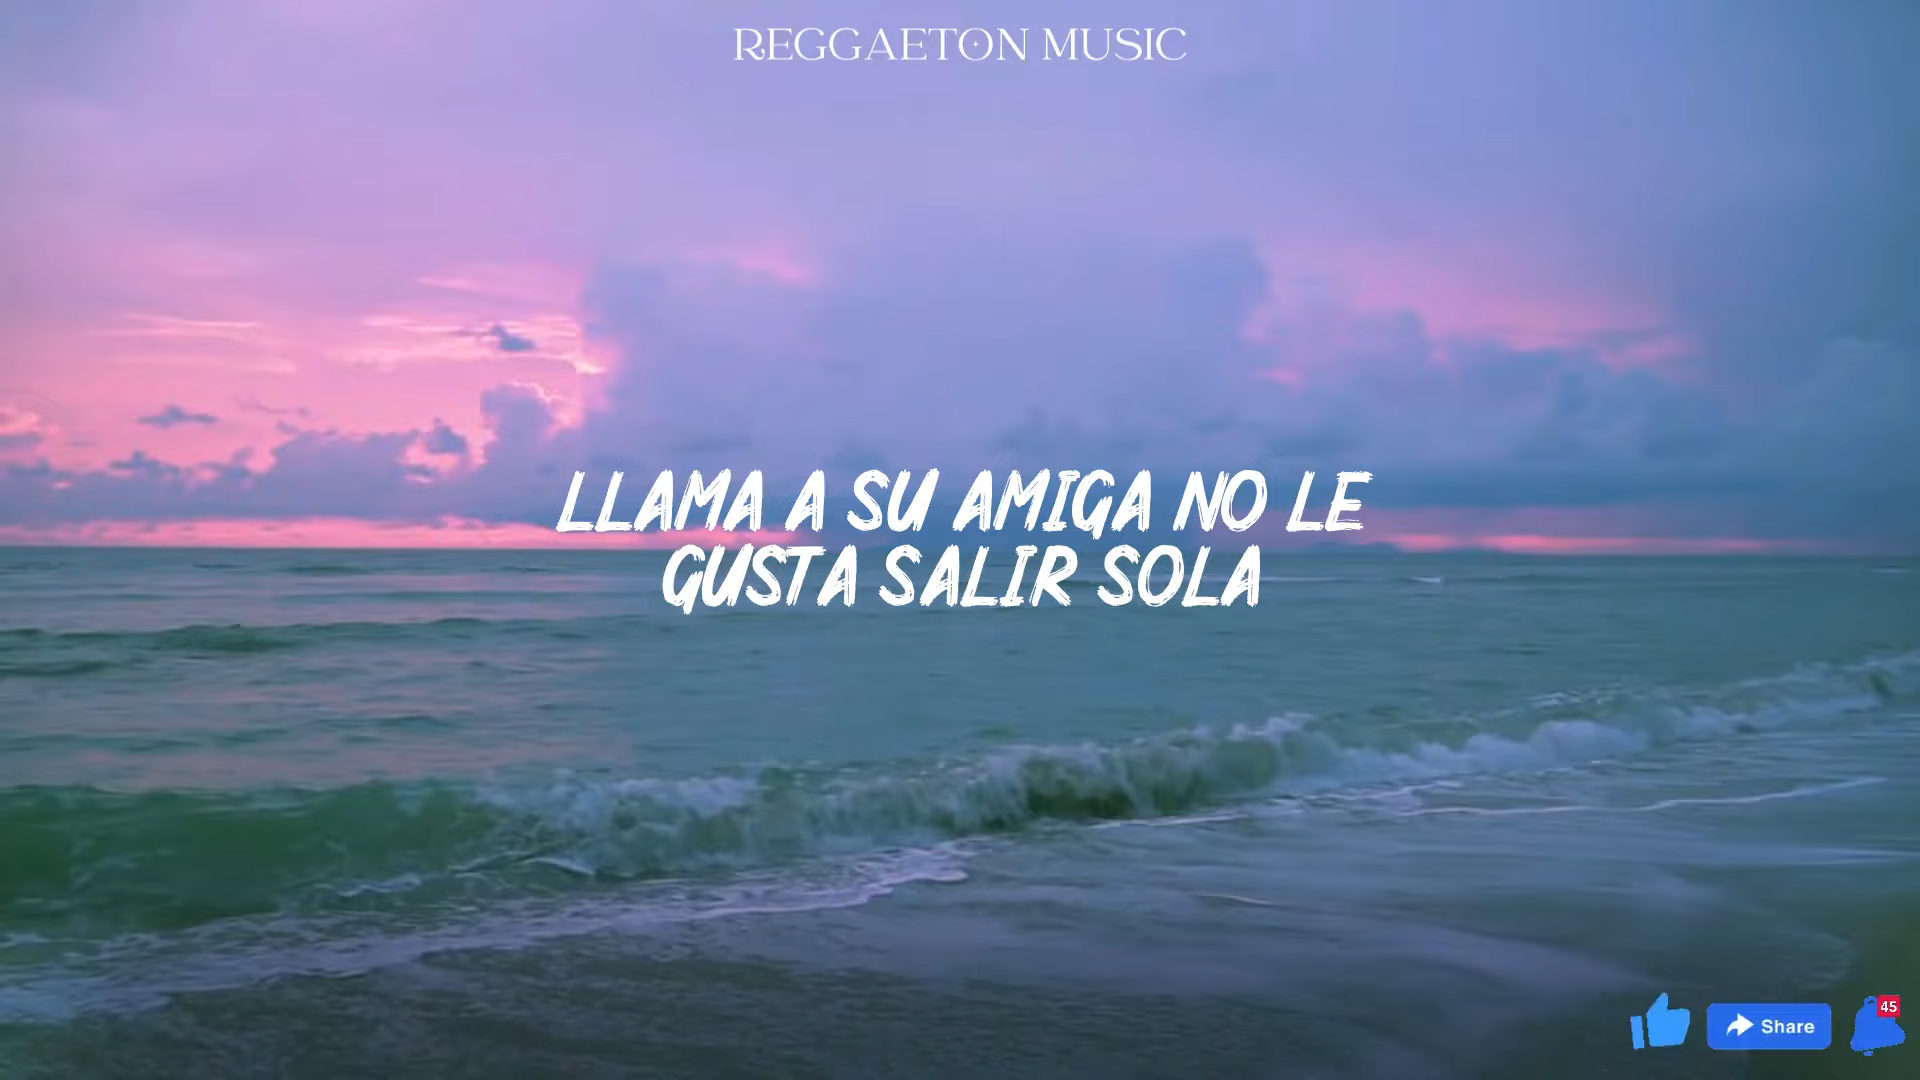 REGGAETON MUSIC
LLAMA A SU AMIGA NO LE
GUSTA SALIR SOLA
Share
45